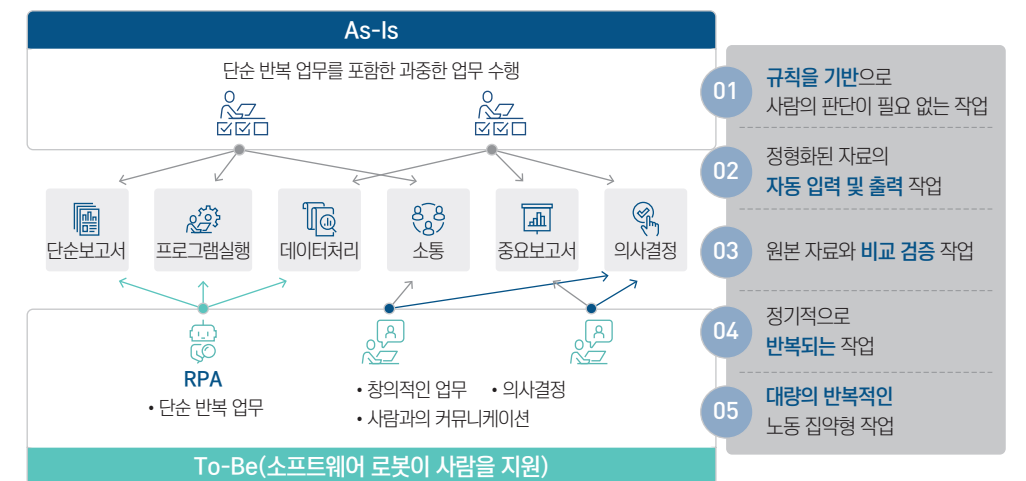 As-Is
단순 반복 업무를 포함한 과중한 업무 수행
단순보고서
프로그램실행
데이터처리
소통
중요보고서
의사결정
RPA
• 단순 반복 업무
• 창의적인 업무 • 의사결정
• 사람과의 커뮤니케이션
To-Be(소프트웨어 로봇이 사람을 지원)
01
규칙을 기반으로
사람의 판단이 필요 없는 작업
02
정형화된 자료의
자동 입력 및 출력 작업
03
원본 자료와 비교 검증 작업
04
정기적으로
반복되는 작업
05
대량의 반복적인
노동 집약형 작업